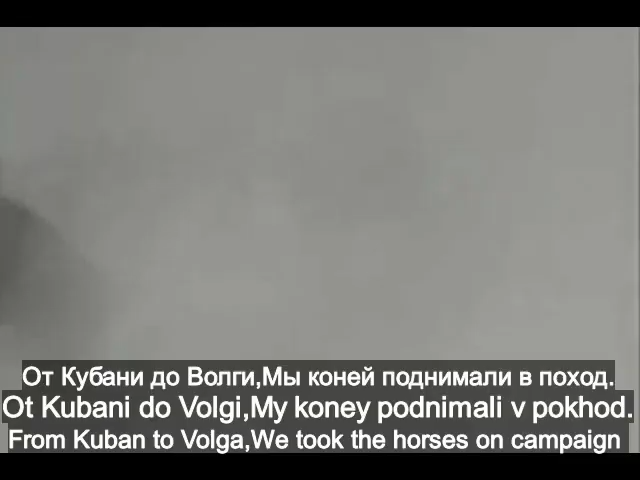 От Кубани до Волги,Мы коней поднимали в поход.
Ot Kubani do Volgi,My koney podnimali v pokhod.
From Kuban to Volga,We took the horses on campaign